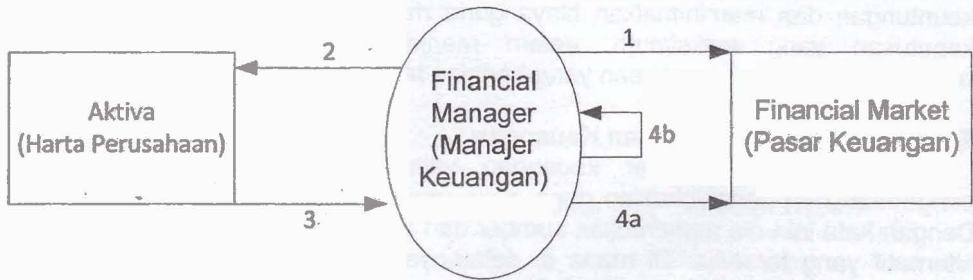 2
1
Aktiva
(Harta Perusahaan)
Financial
Manager
(Manajer
Keuangan)
4b
Financial Market
(Pasar Keuangan)
3
4a